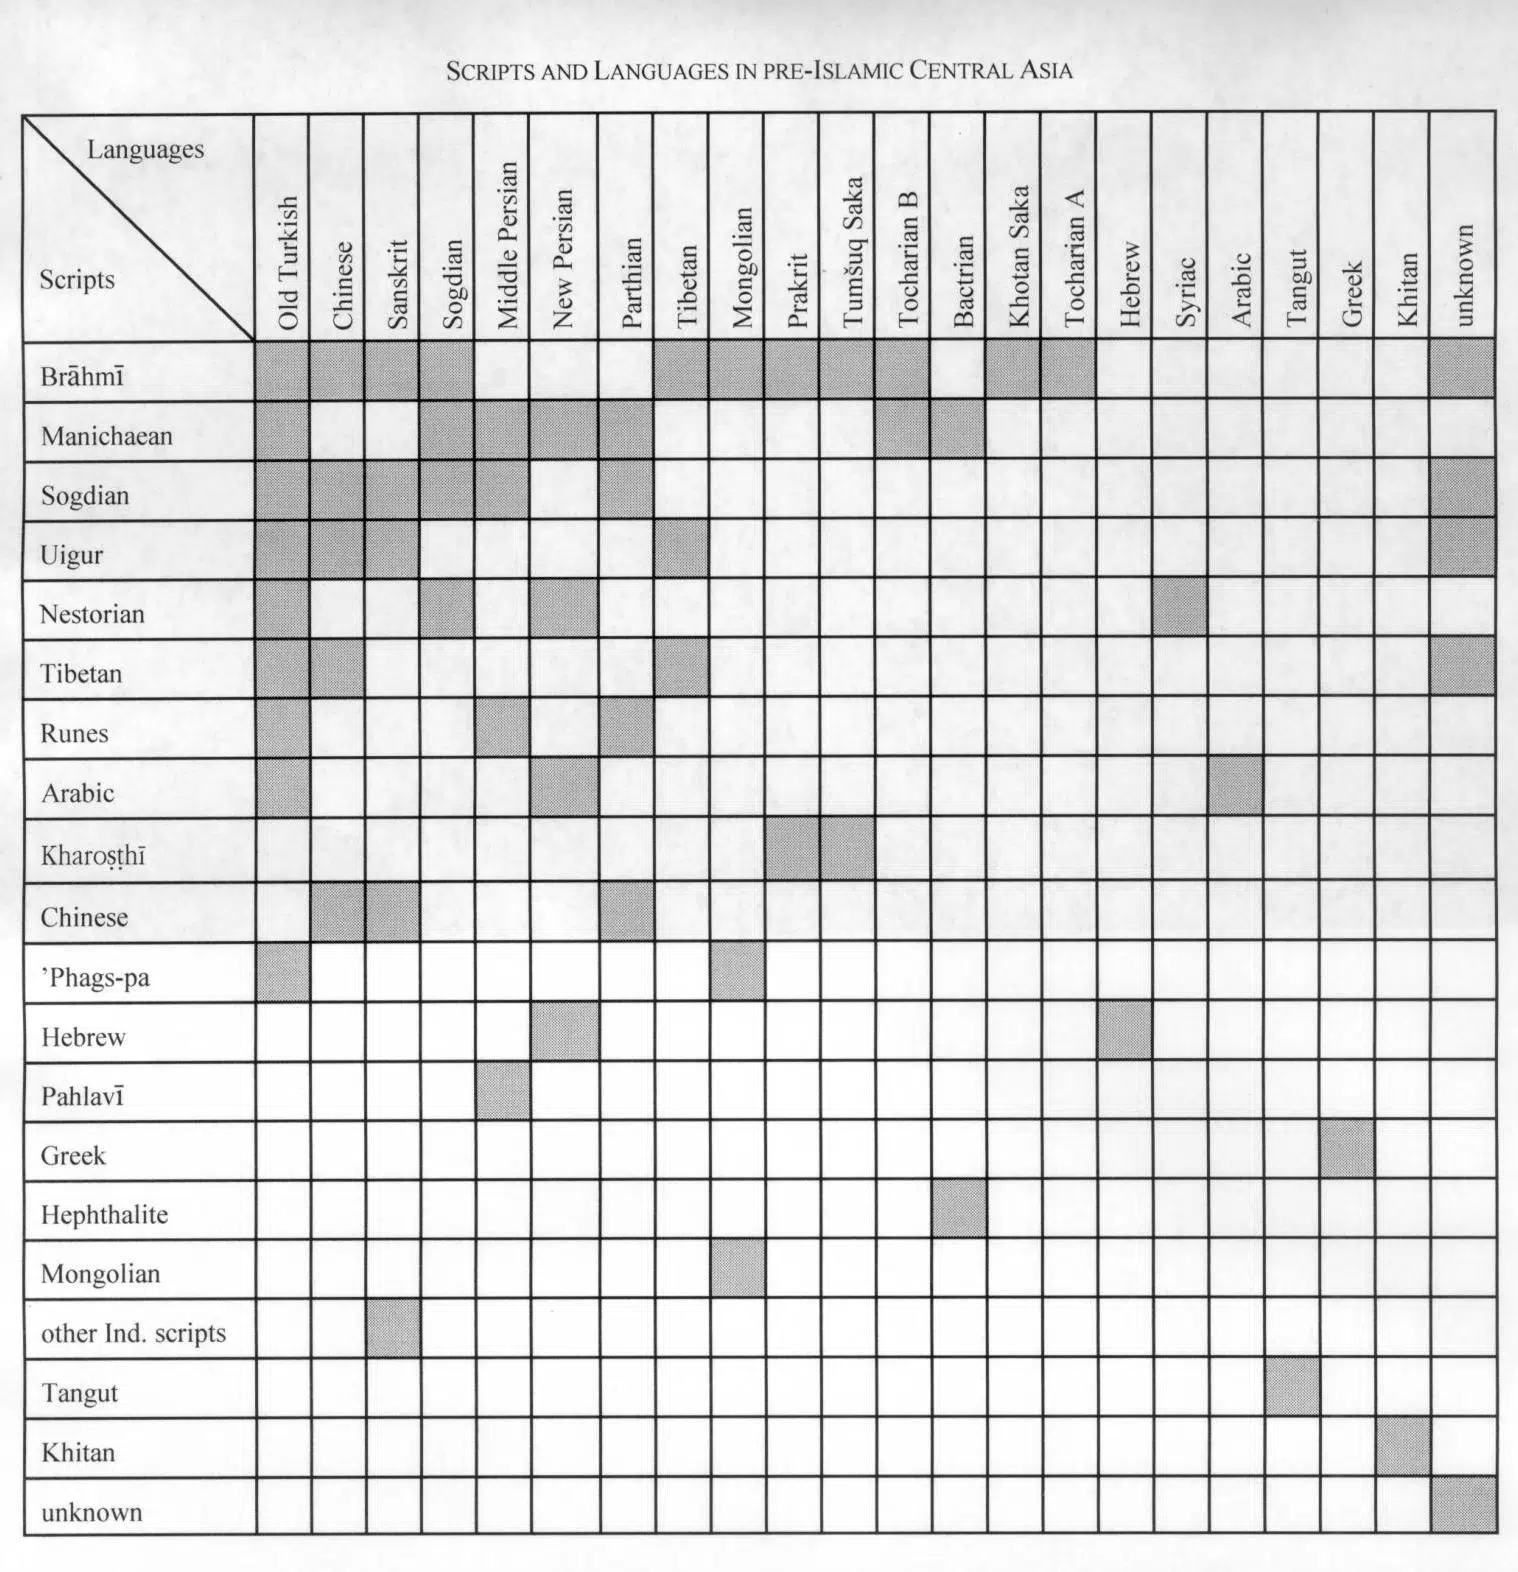 SCRIPTS AND LANGUAGES IN PRE-ISLAMIC CENTRAL ASIA
Languages
Scripts
Old Turkish
Chinese
Sanskrit
Sogdian
Middle Persian
New Persian
Parthian
Tibetan
Mongolian
Prakrit
Tumšuq Saka
Tocharian B
Bactrian
Khotan Saka
Tocharian A
Hebrew
Syriac
Arabic
Tangut
Greek
Khitan
unknown
Brāhmī
Manichaean
Sogdian
Uigur
Nestorian
Tibetan
Runes
Arabic
Kharoṣṭhī
Chinese
’Phags-pa
Hebrew
Pahlavī
Greek
Hephthalite
Mongolian
other Ind. scripts
Tangut
Khitan
unknown